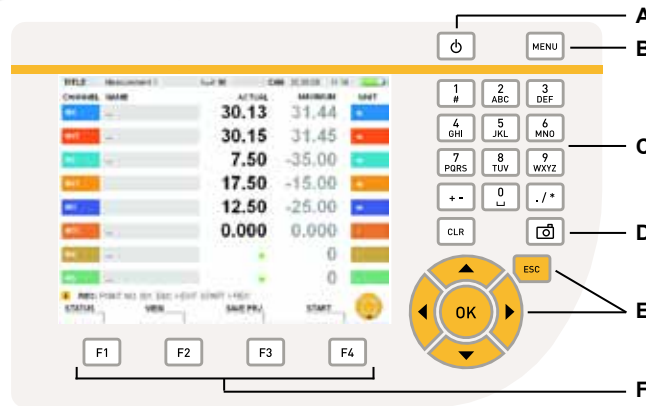 A
MENU
B
TITLE Measurement 1
CHANNEL NAME ACTUAL MAXIMUM UNIT
30.13 31.44
30.15 31.45
7.50 -35.00
17.50 -15.00
12.50 -25.00
0.000 0.000
0
0
STATUS VIEW SAVE PRJ START
1 2 3
# ABC DEF
4 5 6
GHI JKL MNO
C
7 8 9
PQRS TUV WXYZ
+ - 0 . / *
CLR
D
ESC
OK
E
F1 F2 F3 F4
F